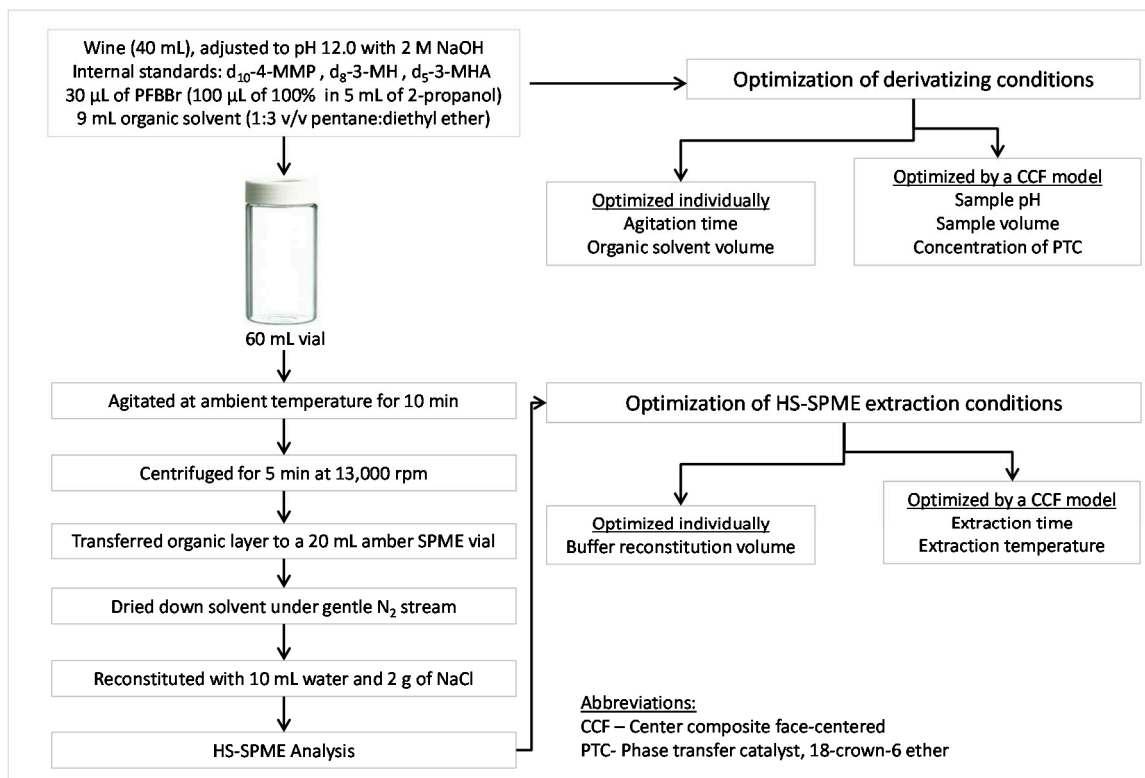 Wine (40 mL), adjusted to pH 12.0 with 2 M NaOH
Internal standards: d₁₀-4-MMP , d₈-3-MH , d₅-3-MHA
30 µL of PFBBr (100 µL of 100% in 5 mL of 2-propanol)
9 mL organic solvent (1:3 v/v pentane:diethyl ether)
60 mL vial
Agitated at ambient temperature for 10 min
Centrifuged for 5 min at 13,000 rpm
Transferred organic layer to a 20 mL amber SPME vial
Dried down solvent under gentle N₂ stream
Reconstituted with 10 mL water and 2 g of NaCl
HS-SPME Analysis
Optimization of derivatizing conditions
Optimized individually
Agitation time
Organic solvent volume
Optimized by a CCF model
Sample pH
Sample volume
Concentration of PTC
Optimization of HS-SPME extraction conditions
Optimized individually
Buffer reconstitution volume
Optimized by a CCF model
Extraction time
Extraction temperature
Abbreviations:
CCF – Center composite face-centered
PTC- Phase transfer catalyst, 18-crown-6 ether